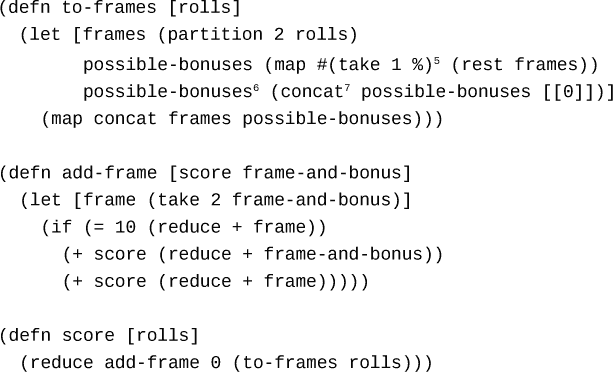 (defn to-frames [rolls]
(let [frames (partition 2 rolls)
possible-bonuses (map #(take 1 %)⁵ (rest frames))
possible-bonuses⁶ (concat⁷ possible-bonuses [[0]])]
(map concat frames possible-bonuses)))
(defn add-frame [score frame-and-bonus]
(let [frame (take 2 frame-and-bonus)]
(if (= 10 (reduce + frame))
(+ score (reduce + frame-and-bonus))
(+ score (reduce + frame)))))
(defn score [rolls]
(reduce add-frame 0 (to-frames rolls)))